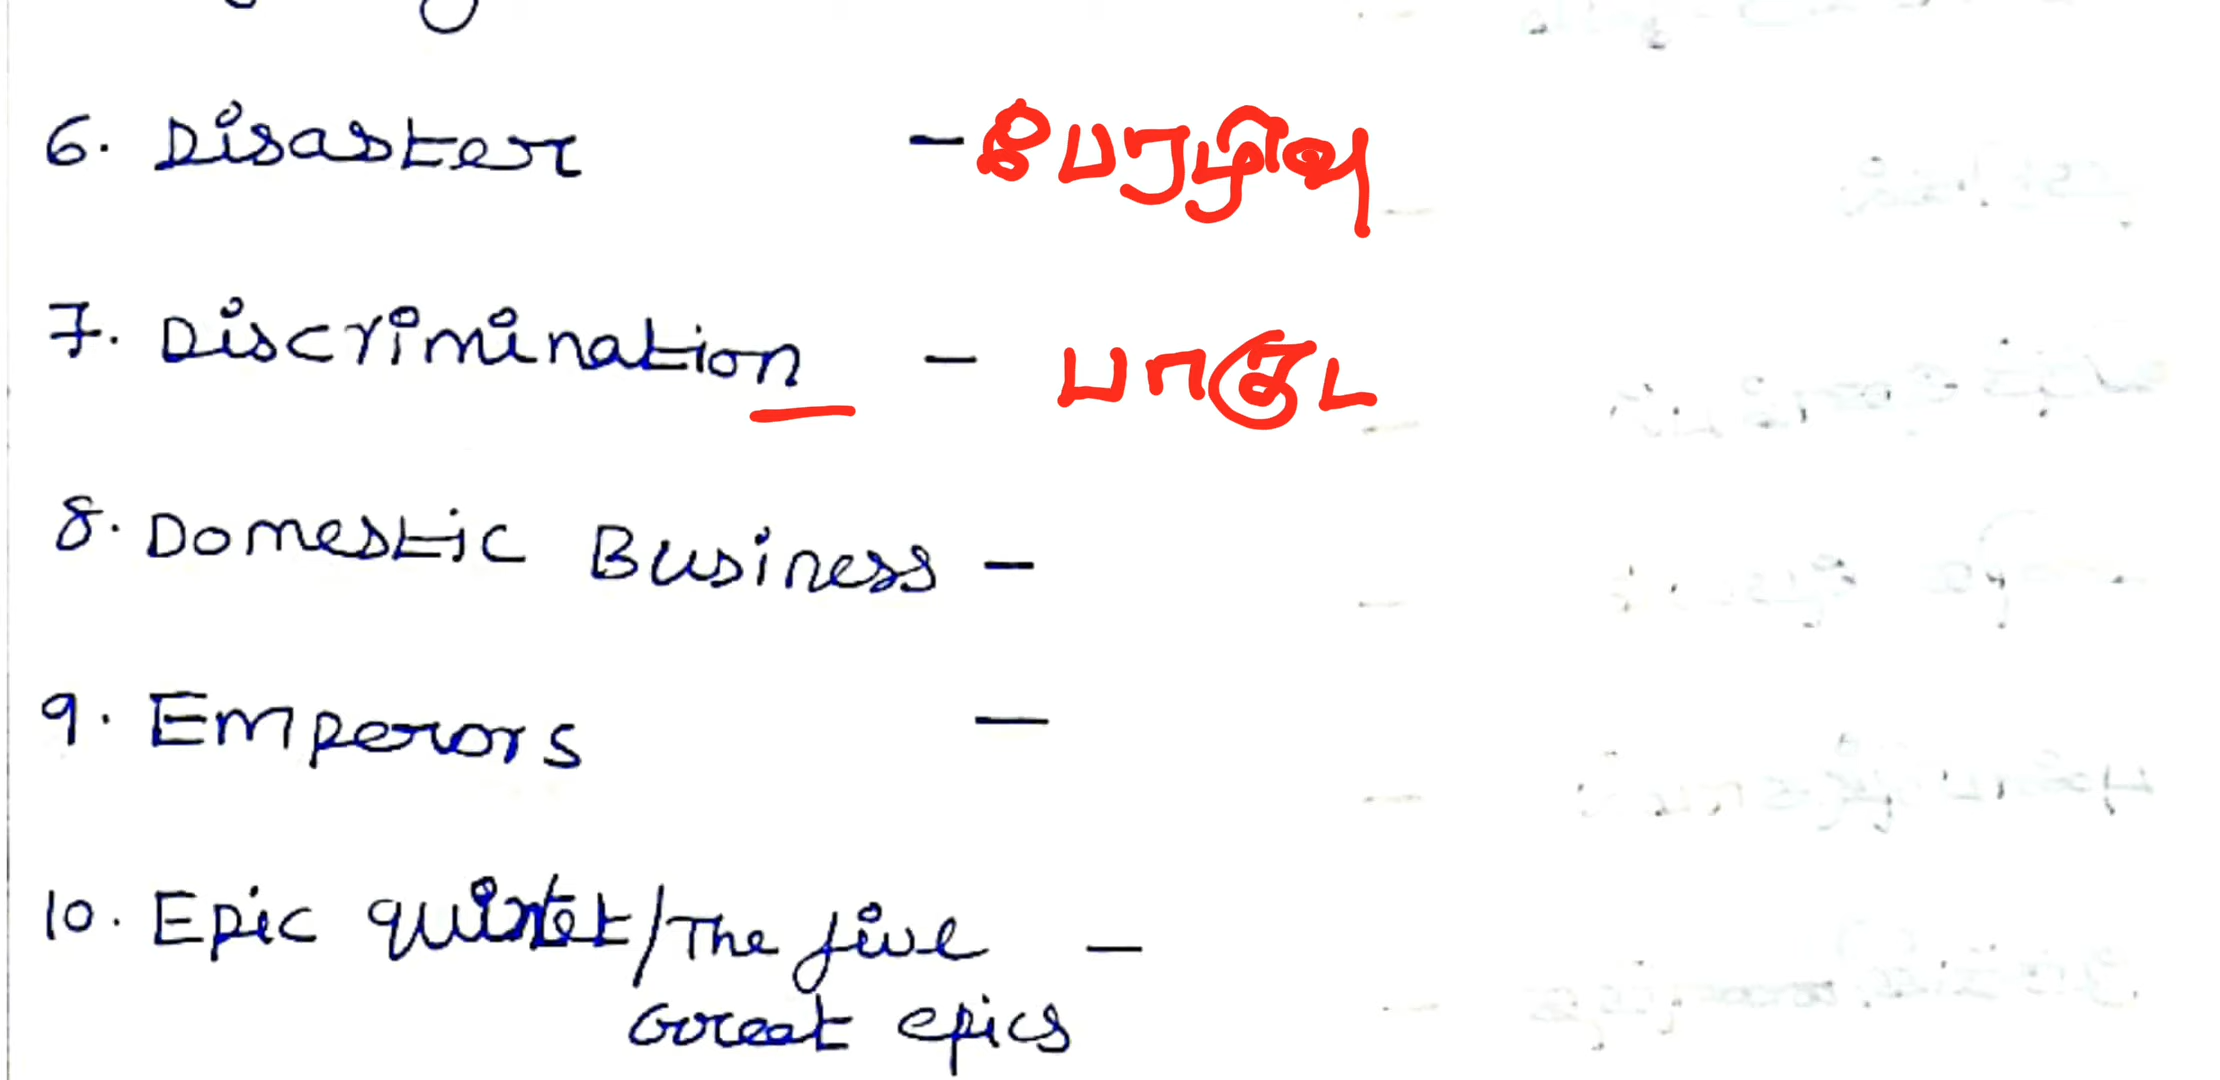 6. Disaster - பேரழிவு
7. Discrimination - பாகுட
8. Domestic Business -
9. Emperors -
10. Epic quintet/The five -
Great epics